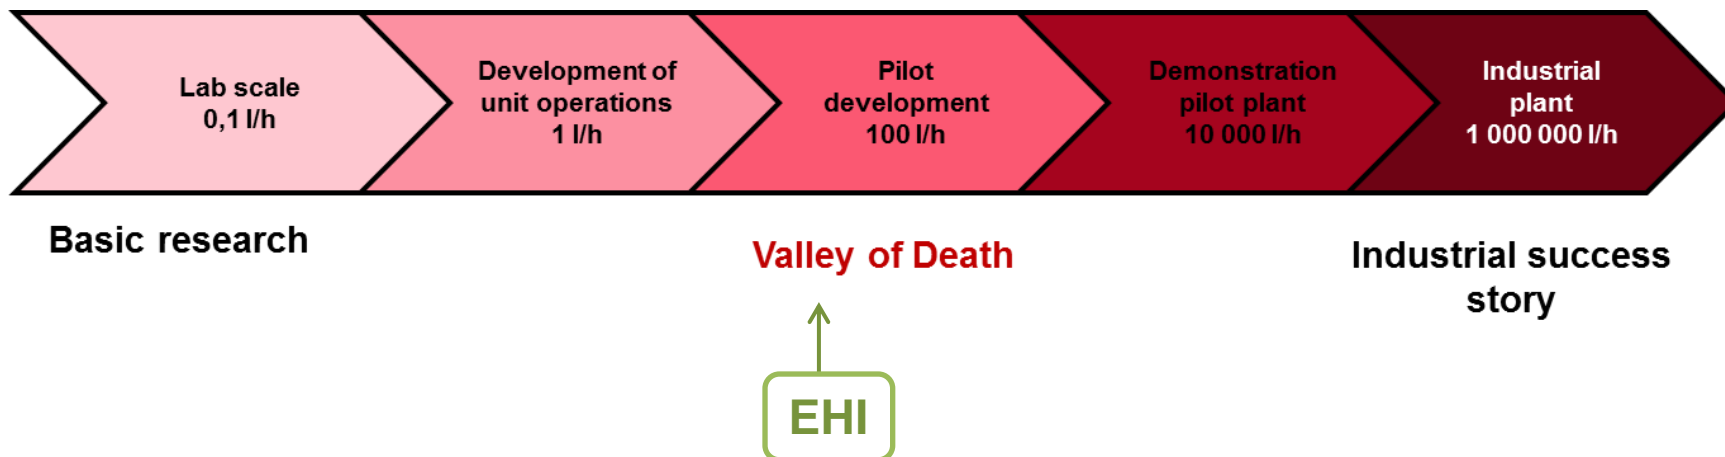 Lab scale
0,1 l/h
Development of
unit operations
1 l/h
Pilot
development
100 l/h
Demonstration
pilot plant
10 000 l/h
Industrial
plant
1 000 000 l/h
Basic research
Valley of Death
Industrial success
story
EHI